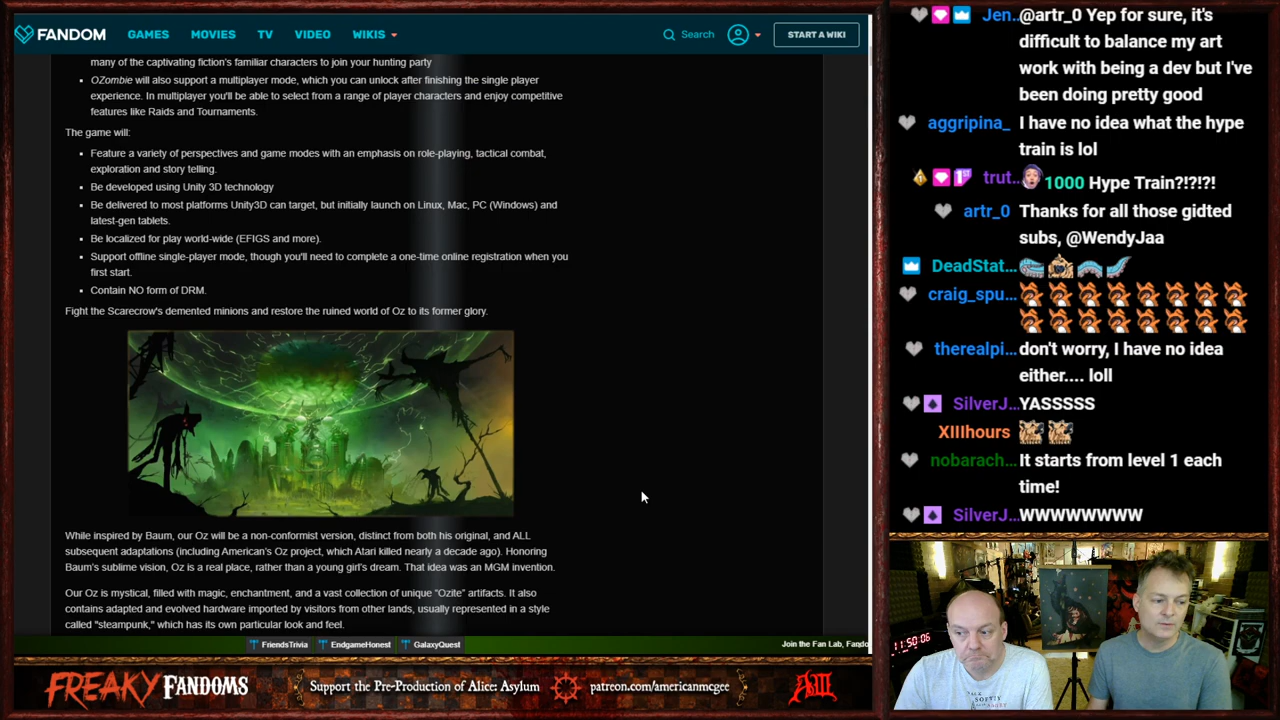 FANDOM GAMES MOVIES TV VIDEO WIKIS Search START A WIKI
many of the captivating fiction's familiar characters to join your hunting party
OZombie will also support a multiplayer mode, which you can unlock after finishing the single player
experience. In multiplayer you'll be able to select from a range of player characters and enjoy competitive
features like Raids and Tournaments.
The game will:
Feature a variety of perspectives and game modes with an emphasis on role-playing, tactical combat,
exploration and story telling.
Be developed using Unity 3D technology
Be delivered to most platforms Unity3D can target, but initially launch on Linux, Mac, PC (Windows) and
latest-gen tablets.
Be localized for play world-wide (EFIGS and more).
Support offline single-player mode, though you'll need to complete a one-time online registration when you
first start.
Contain NO form of DRM.
Fight the Scarecrow's demented minions and restore the ruined world of Oz to its former glory.
While inspired by Baum, our Oz will be a non-conformist version, distinct from both his original, and ALL
subsequent adaptations (including American's Oz project, which Atari killed nearly a decade ago). Honoring
Baum's sublime vision, Oz is a real place, rather than a young girl's dream. That idea was an MGM invention.
Our Oz is mystical, filled with magic, enchantment, and a vast collection of unique "Ozite" artifacts. It also
contains adapted and evolved hardware imported by visitors from other lands, usually represented in a style
called "steampunk," which has its own particular look and feel.
FriendsTrivia EndgameHonest GalaxyQuest Join the Fan Lab, Fando
FREAKY FANDOMS Support the Pre-Production of Alice: Asylum patreon.com/americanmcgee
Jen.. @artr_0 Yep for sure, it's
difficult to balance my art
work with being a dev but I've
been doing pretty good
aggripina_ I have no idea what the hype
train is lol
trut... 1000 Hype Train?!?!?!
artr_0 Thanks for all those gidted
subs, @WendyJaa
DeadStat...
craig_spu...
therealpi... don't worry, I have no idea
either.... loll
SilverJ... YASSSSS
XIIIhours
nobarach... It starts from level 1 each
time!
SilverJ... WWWWWWWW
11:50:06